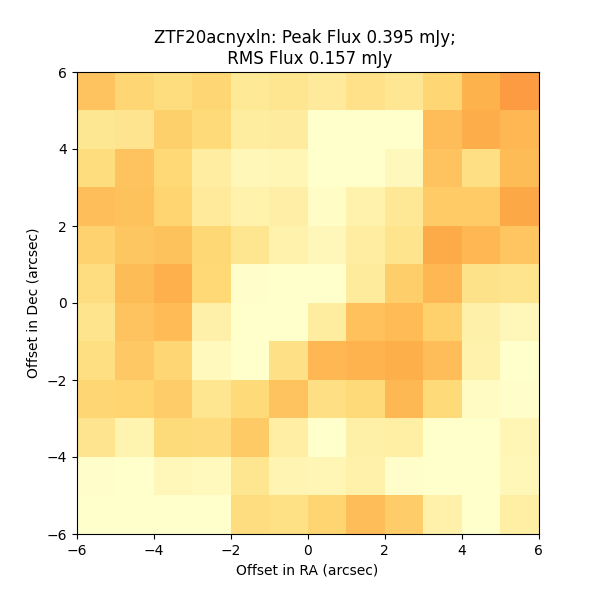 ZTF20acnyxln: Peak Flux 0.395 mJy;
RMS Flux 0.157 mJy
6
4
2
0
−2
−4
−6
Offset in Dec (arcsec)
−6 −4 −2 0 2 4 6
Offset in RA (arcsec)